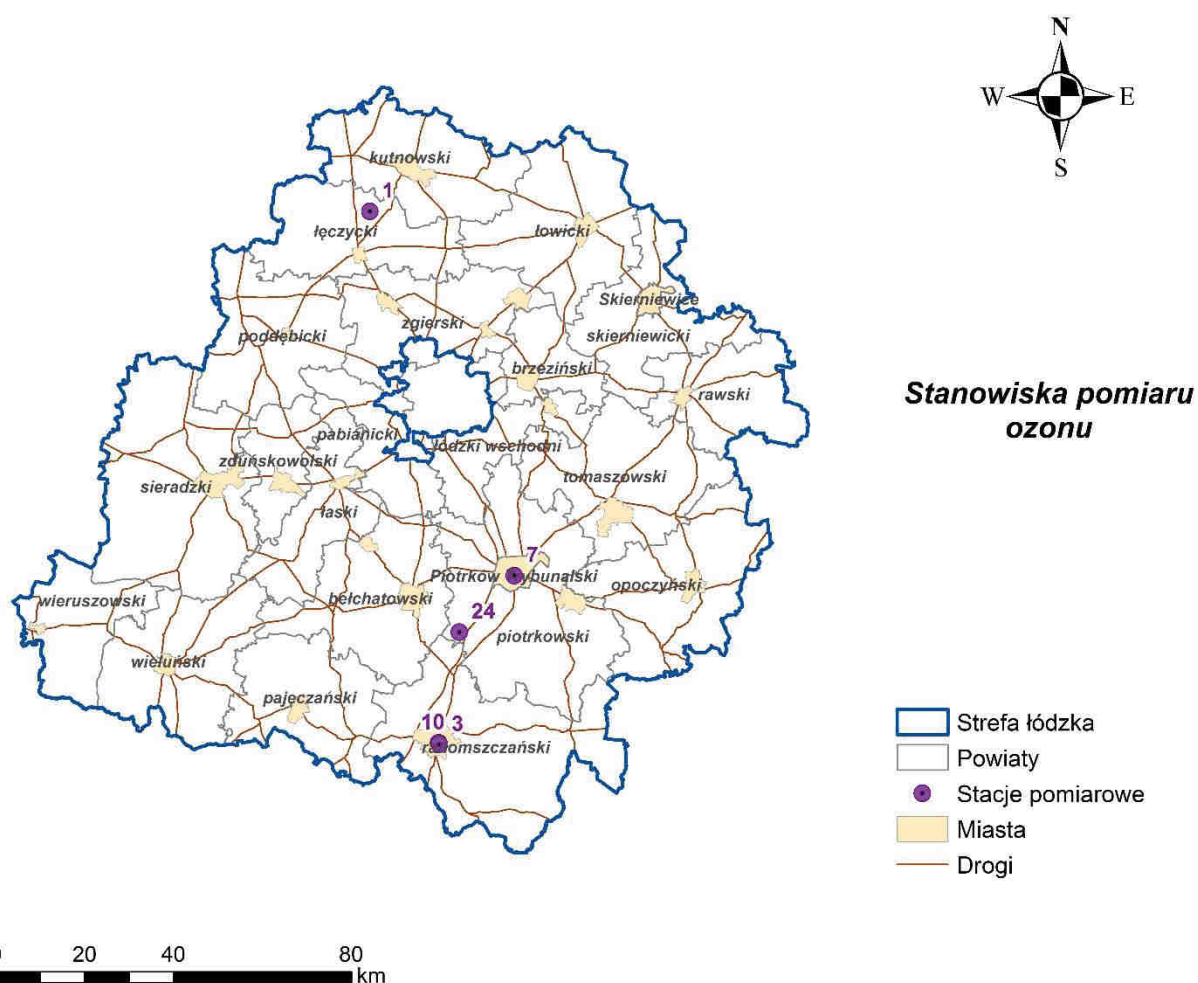 N
W E
S
kutnowski
1
łęczycki
łowicki
Skierniewice
zgierski
poddębicki
skierniewicki
brzeziński
rawski
Stanowiska pomiaru
ozonu
pabianicki
łódzki wschodni
zduńskowolski
tomaszowski
sieradzki
łaski
7
Piotrków
opoczyński
wieruszowski
bełchatowski
24
piotrkowski
wieluński
pajęczański
10 3
radomszczański
Strefa łódzka
Powiaty
Stacje pomiarowe
Miasta
Drogi
20 40 80
km